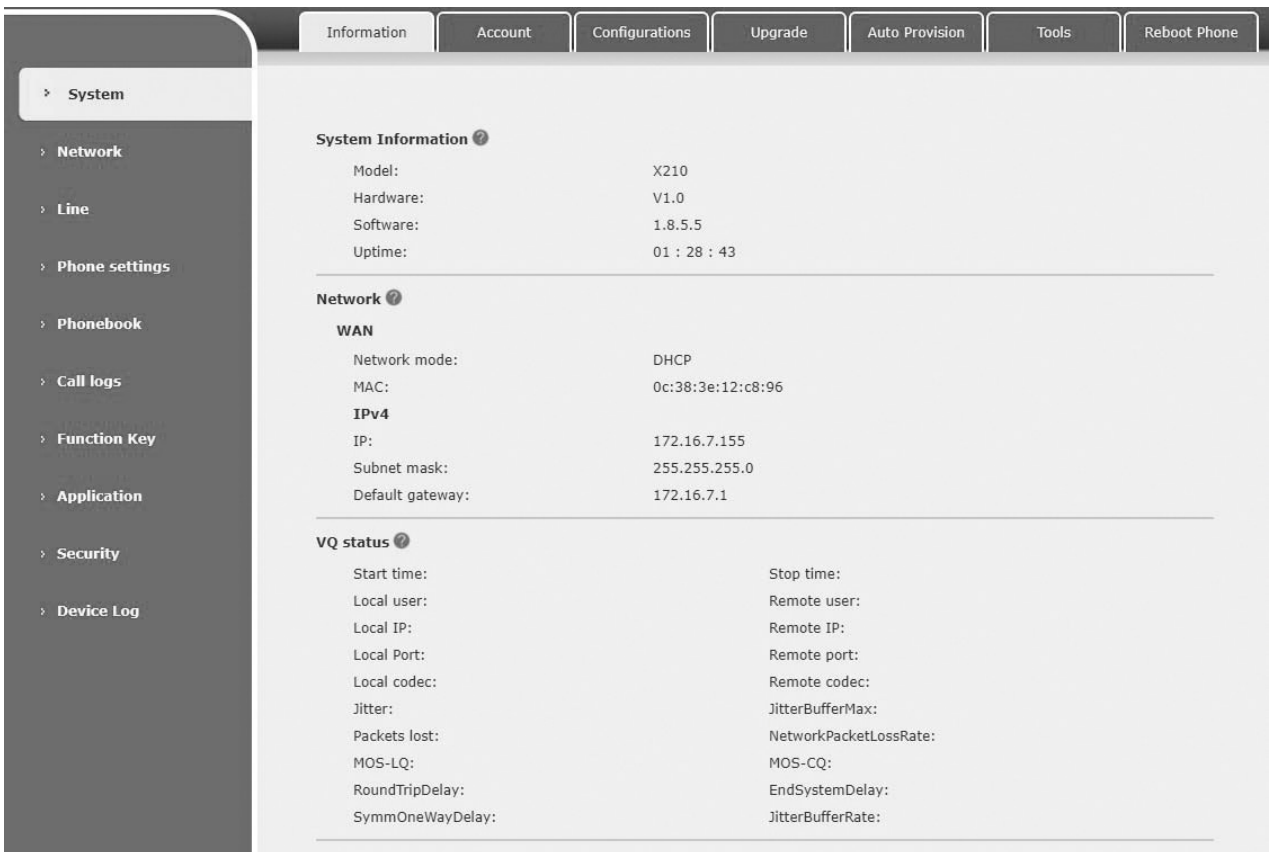 Information Account Configurations Upgrade Auto Provision Tools Reboot Phone
› System
› Network
› Line
› Phone settings
› Phonebook
› Call logs
› Function Key
› Application
› Security
› Device Log
System Information ?
Model: X210
Hardware: V1.0
Software: 1.8.5.5
Uptime: 01 : 28 : 43
Network ?
WAN
Network mode: DHCP
MAC: 0c:38:3e:12:c8:96
IPv4
IP: 172.16.7.155
Subnet mask: 255.255.255.0
Default gateway: 172.16.7.1
VQ status ?
Start time: Stop time:
Local user: Remote user:
Local IP: Remote IP:
Local Port: Remote port:
Local codec: Remote codec:
Jitter: JitterBufferMax:
Packets lost: NetworkPacketLossRate:
MOS-LQ: MOS-CQ:
RoundTripDelay: EndSystemDelay:
SymmOneWayDelay: JitterBufferRate: